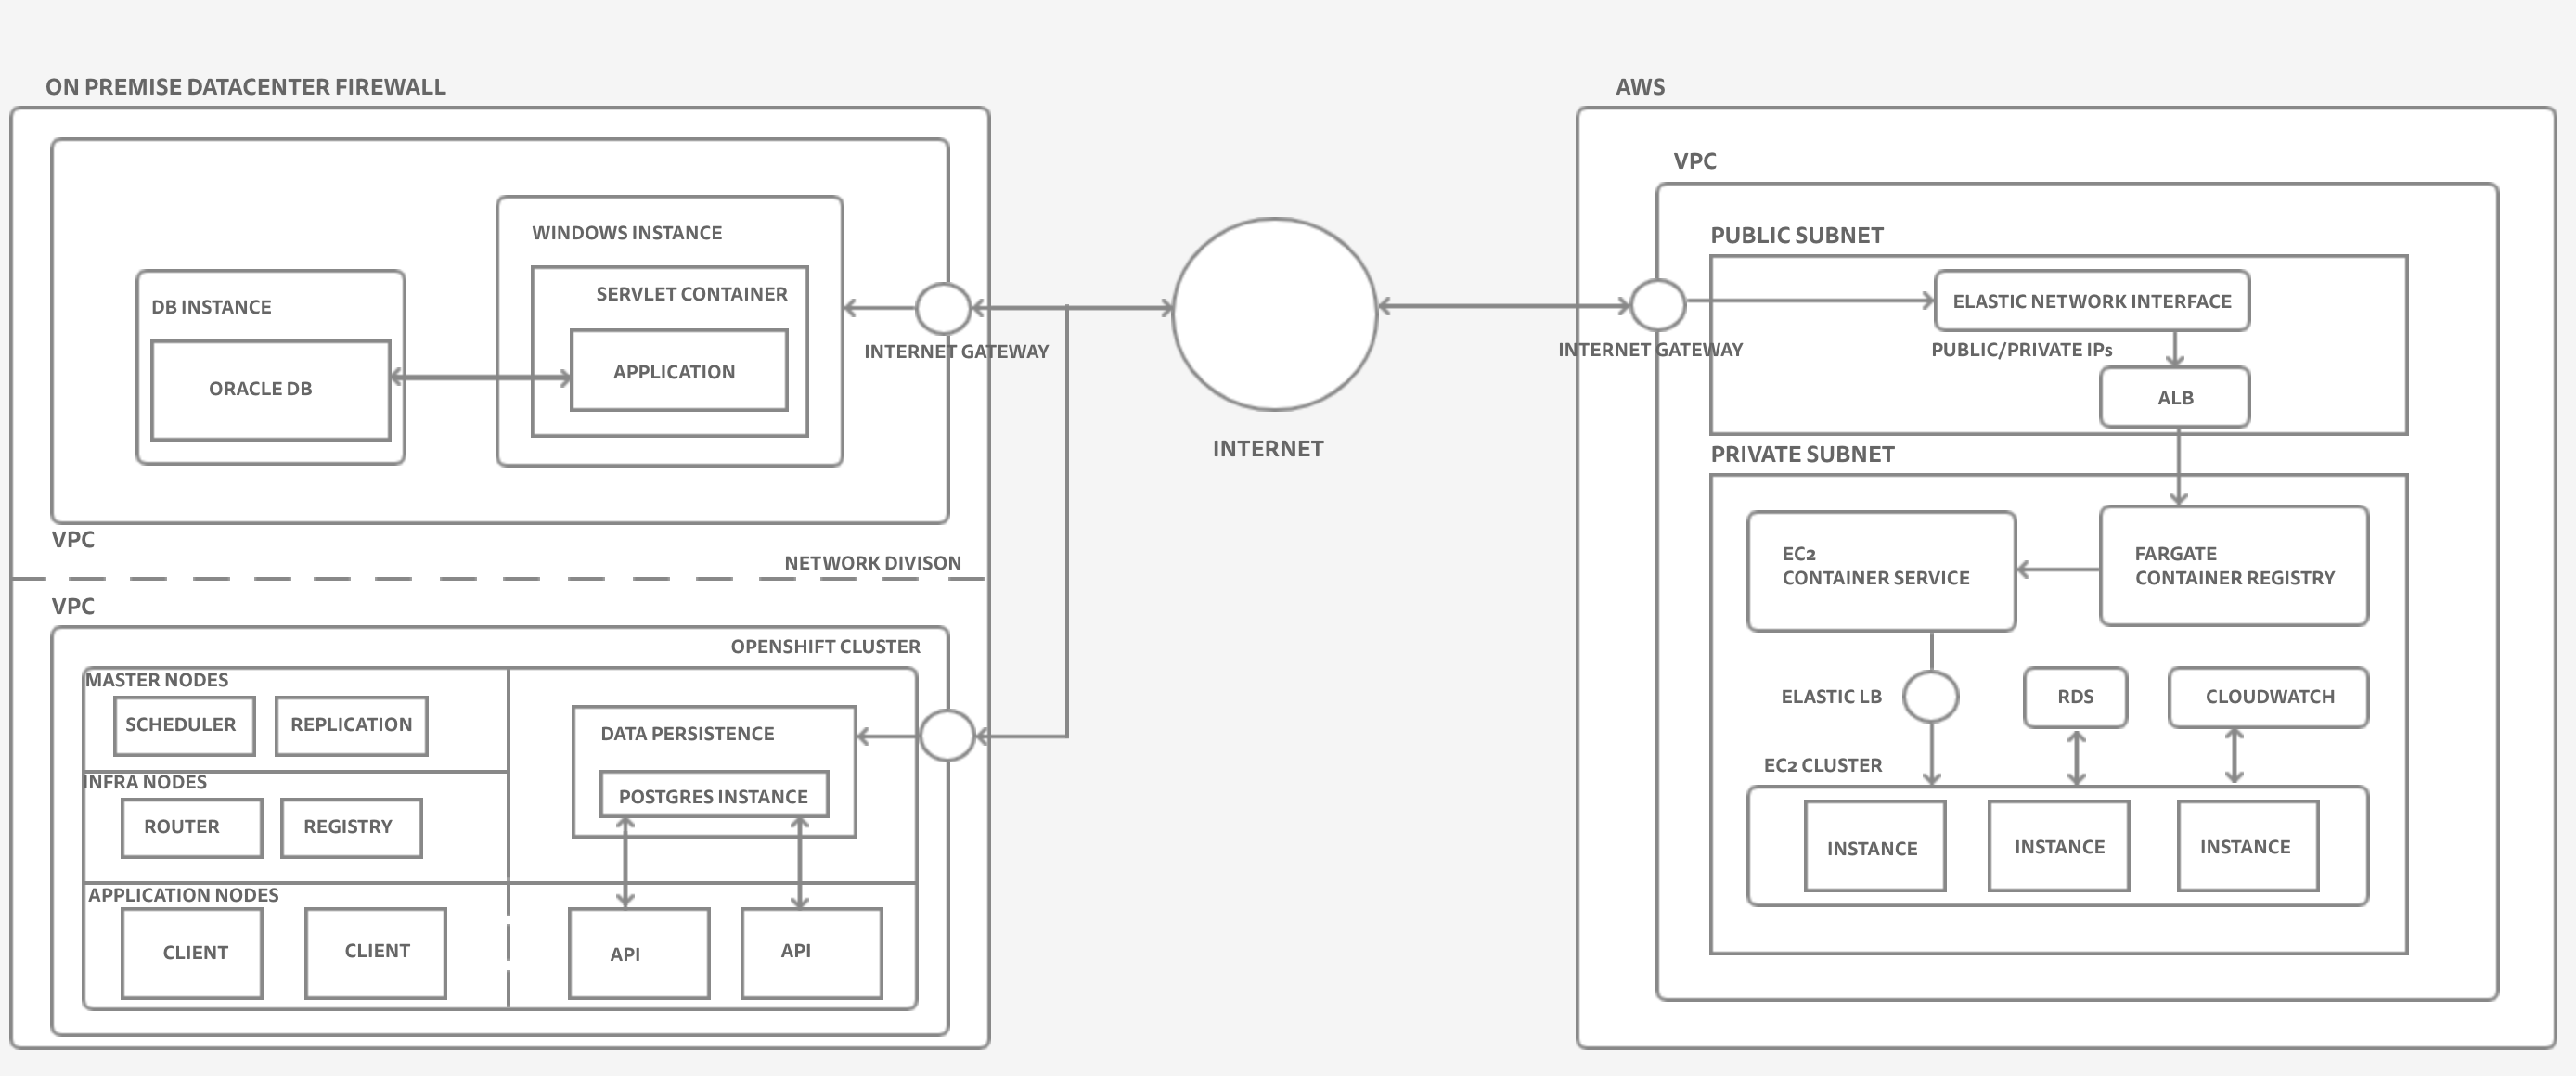 ON PREMISE DATACENTER FIREWALL
WINDOWS INSTANCE
SERVLET CONTAINER
APPLICATION
DB INSTANCE
ORACLE DB
INTERNET GATEWAY
VPC
NETWORK DIVISON
VPC
OPENSHIFT CLUSTER
MASTER NODES
SCHEDULER
REPLICATION
INFRA NODES
ROUTER
REGISTRY
APPLICATION NODES
CLIENT
CLIENT
DATA PERSISTENCE
POSTGRES INSTANCE
API
API
INTERNET
AWS
VPC
PUBLIC SUBNET
INTERNET GATEWAY
ELASTIC NETWORK INTERFACE
PUBLIC/PRIVATE IPs
ALB
PRIVATE SUBNET
EC2
CONTAINER SERVICE
FARGATE
CONTAINER REGISTRY
ELASTIC LB
RDS
CLOUDWATCH
EC2 CLUSTER
INSTANCE
INSTANCE
INSTANCE